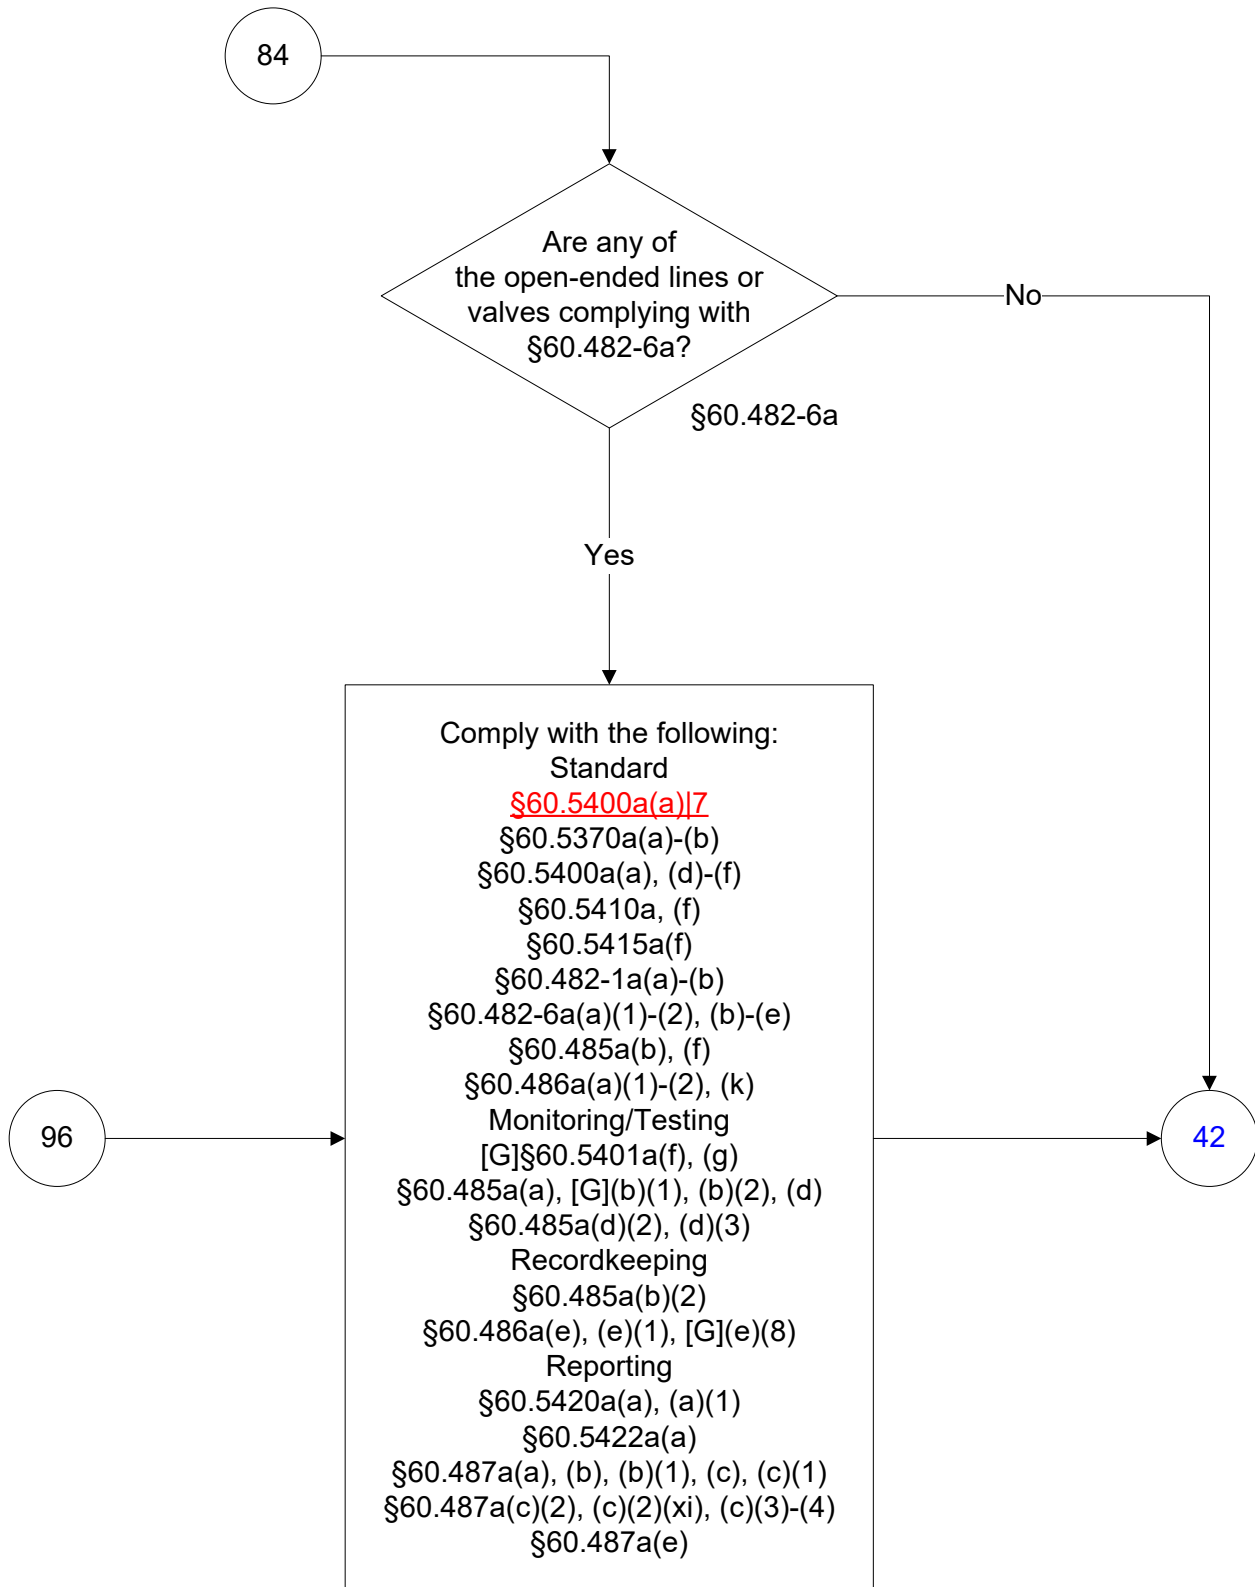 84
Are any of
the open-ended lines or
valves complying with
§60.482-6a?
No
§60.482-6a
Yes
Comply with the following:
Standard
§60.5400a(a)|7
§60.5370a(a)-(b)
§60.5400a(a), (d)-(f)
§60.5410a, (f)
§60.5415a(f)
§60.482-1a(a)-(b)
§60.482-6a(a)(1)-(2), (b)-(e)
§60.485a(b), (f)
§60.486a(a)(1)-(2), (k)
Monitoring/Testing
[G]§60.5401a(f), (g)
§60.485a(a), [G](b)(1), (b)(2), (d)
§60.485a(d)(2), (d)(3)
Recordkeeping
§60.485a(b)(2)
§60.486a(e), (e)(1), [G](e)(8)
Reporting
§60.5420a(a), (a)(1)
§60.5422a(a)
§60.487a(a), (b), (b)(1), (c), (c)(1)
§60.487a(c)(2), (c)(2)(xi), (c)(3)-(4)
§60.487a(e)
96
42